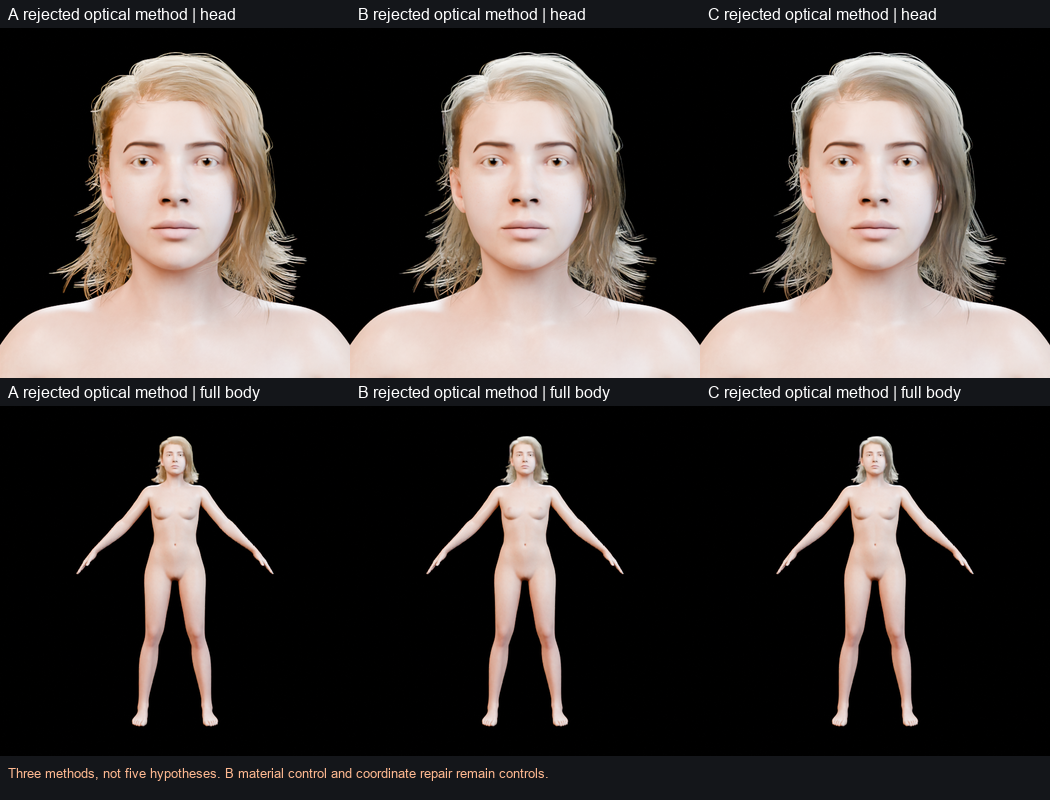 A rejected optical method | head
B rejected optical method | head
C rejected optical method | head
A rejected optical method | full body
B rejected optical method | full body
C rejected optical method | full body
Three methods, not five hypotheses. B material control and coordinate repair remain controls.